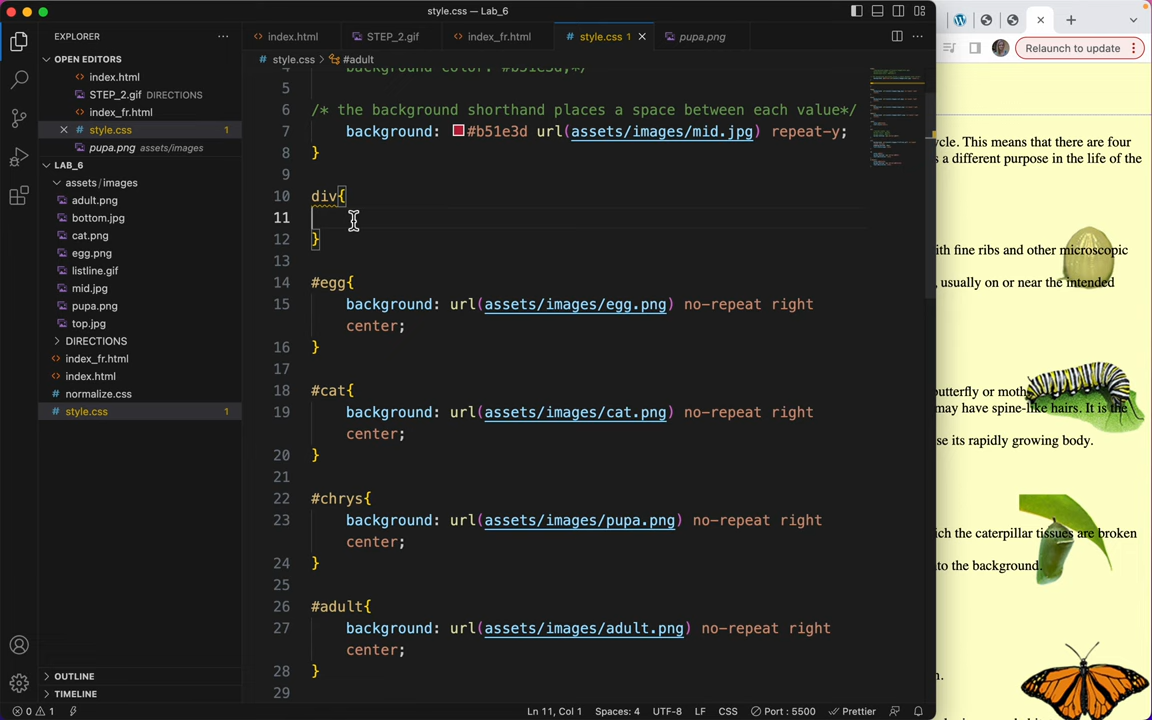 style.css — Lab_6
EXPLORER
index.html
STEP_2.gif
index_fr.html
style.css 1
pupa.png
Relaunch to update
OPEN EDITORS
index.html
STEP_2.gif DIRECTIONS
index_fr.html
style.css 1
pupa.png assets/images
LAB_6
assets/images
adult.png
bottom.jpg
cat.png
egg.png
listline.gif
mid.jpg
pupa.png
top.jpg
DIRECTIONS
index_fr.html
index.html
normalize.css
style.css 1
OUTLINE
TIMELINE
style.css > #adult
4 background-color: #b51e3d;*/
5
6 /* the background shorthand places a space between each value*/
7 background: #b51e3d url(assets/images/mid.jpg) repeat-y;
8 }
9
10 div{
11
12 }
13
14 #egg{
15 background: url(assets/images/egg.png) no-repeat right
center;
16 }
17
18 #cat{
19 background: url(assets/images/cat.png) no-repeat right
center;
20 }
21
22 #chrys{
23 background: url(assets/images/pupa.png) no-repeat right
center;
24 }
25
26 #adult{
27 background: url(assets/images/adult.png) no-repeat right
center;
28 }
29
0 1
Ln 11, Col 1 Spaces: 4 UTF-8 LF CSS Port : 5500 Prettier
ycle. This means that there are four
s a different purpose in the life of the
ith fine ribs and other microscopic
, usually on or near the intended
butterfly or moth
may have spine-like hairs. It is the
se its rapidly growing body.
ich the caterpillar tissues are broken
to the background.
n.